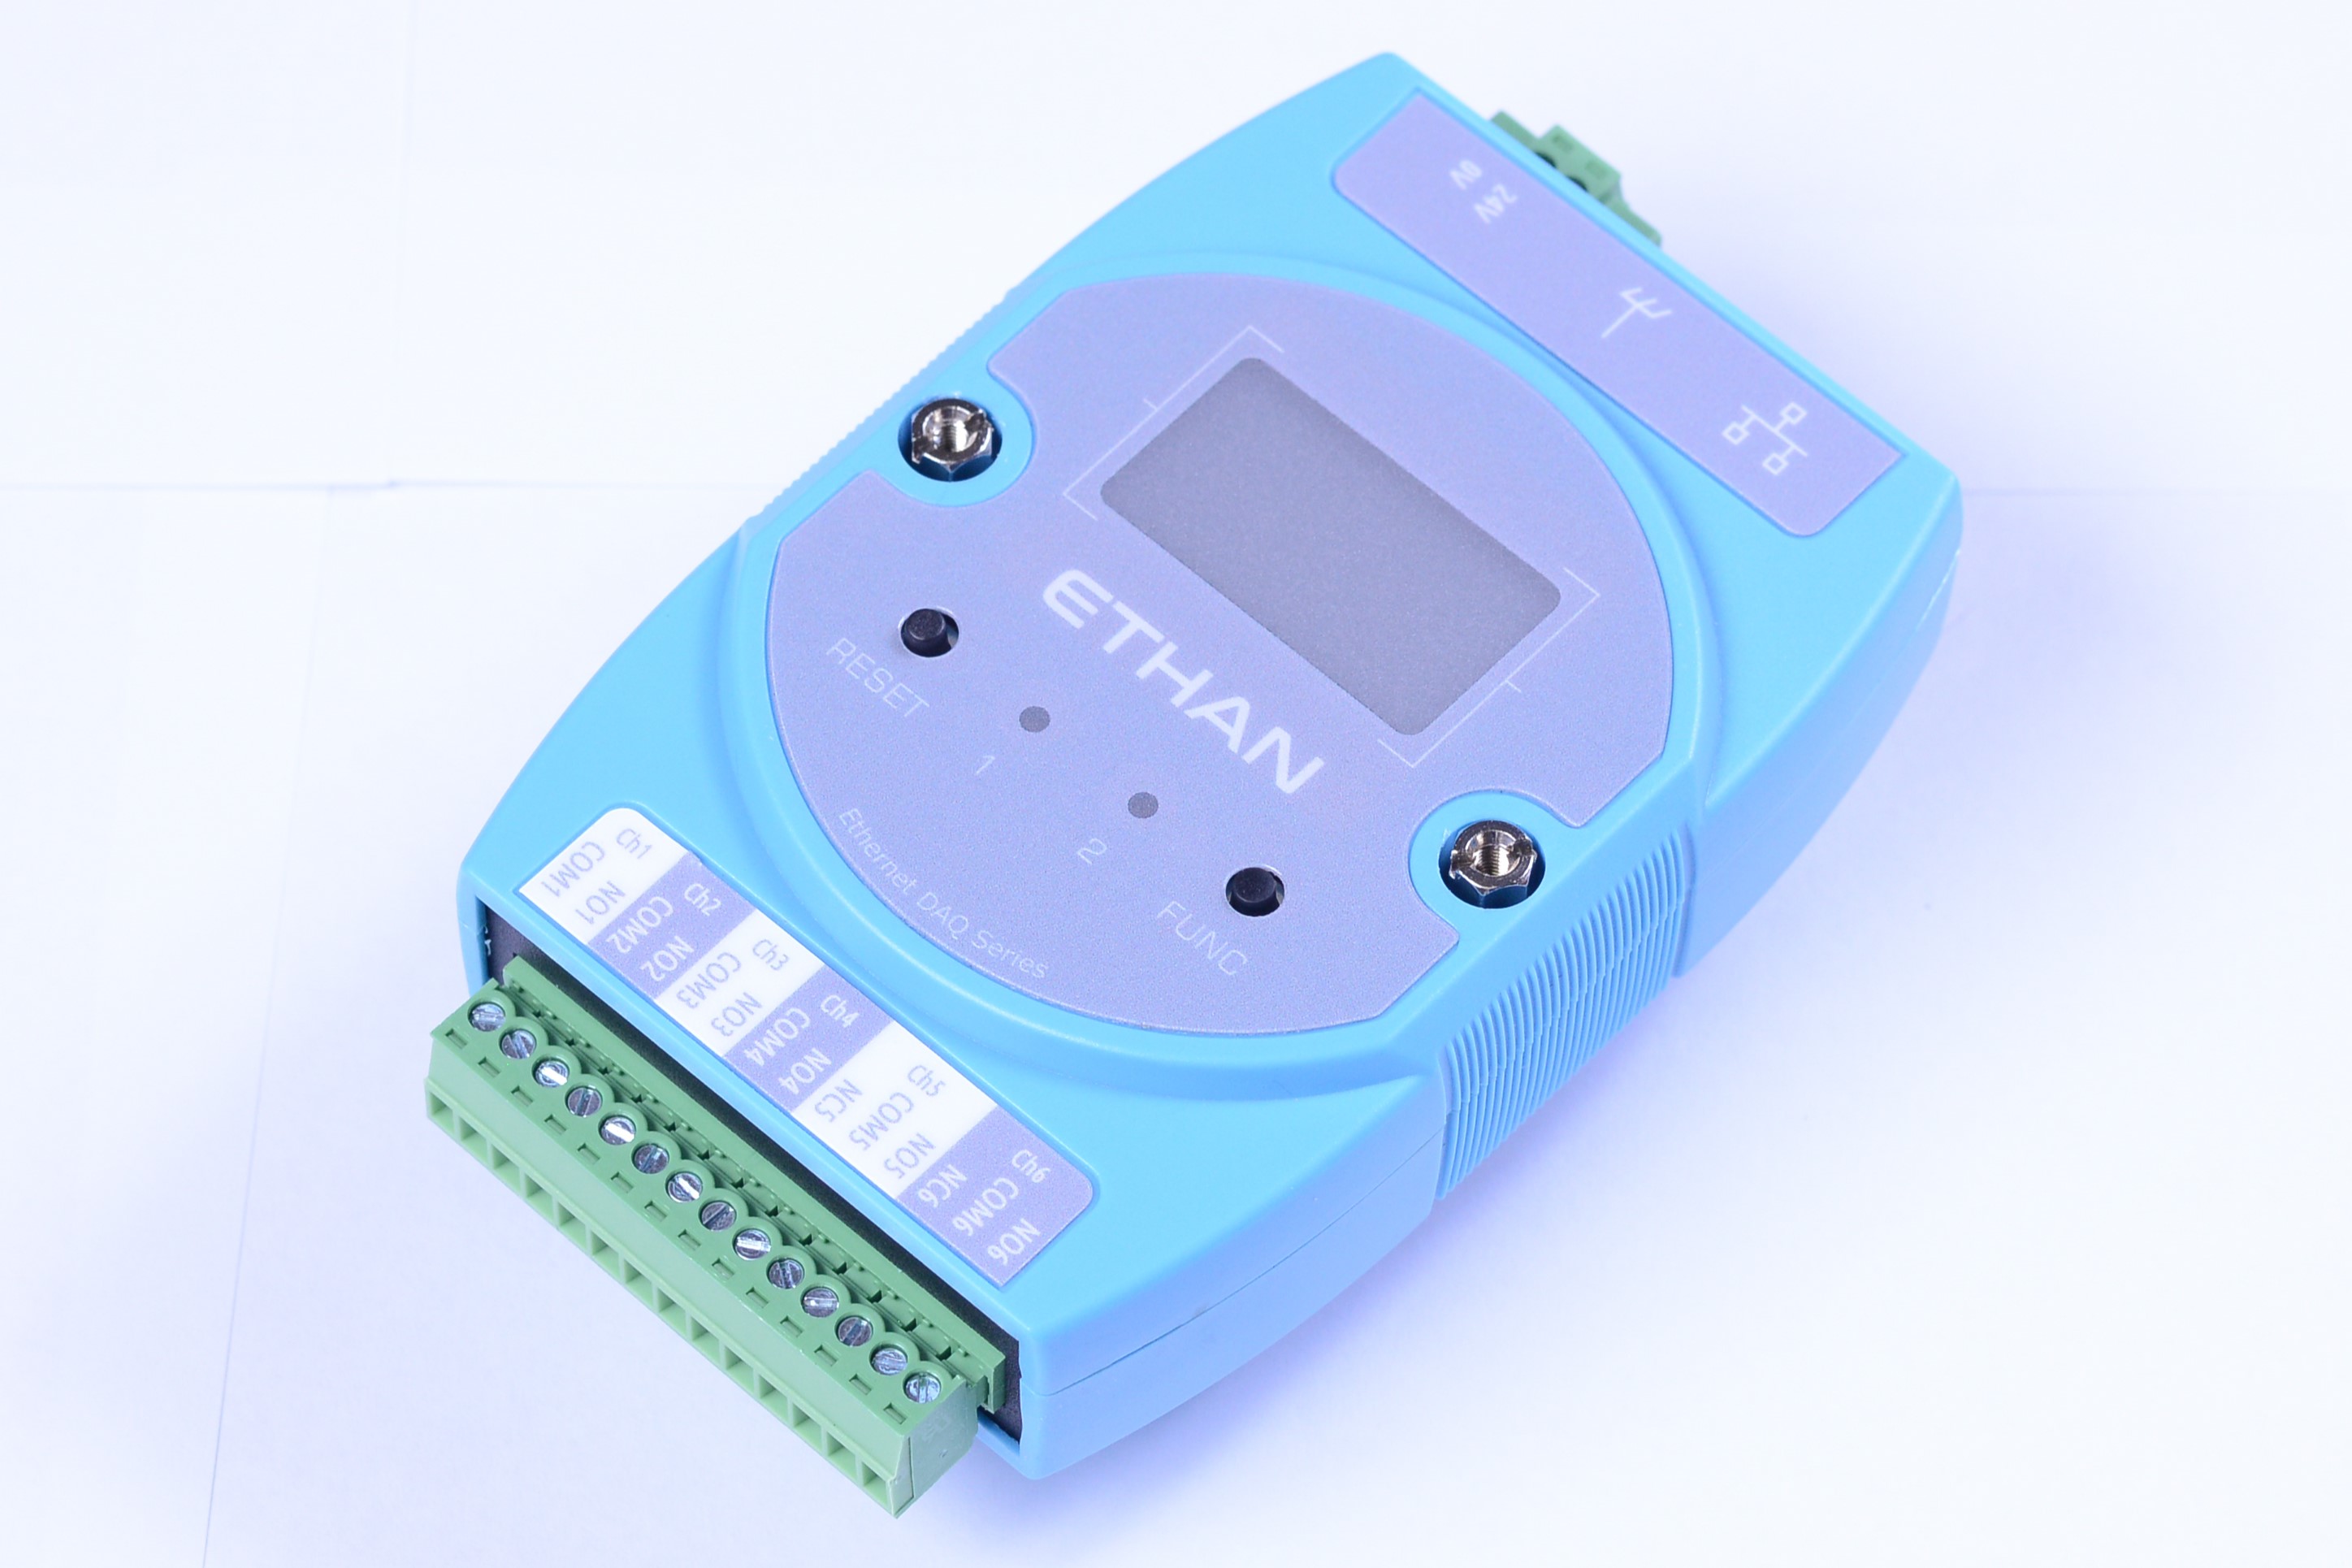 0V
24V
ETHAN
RESET
1
2
FUNC
Ethernet DAQ Series
Ch1
COM1
NO1
Ch2
COM2
NO2
Ch3
COM3
NO3
Ch4
COM4
NO4
Ch5
NC5
COM5
NO5
Ch6
NC6
COM6
NO6